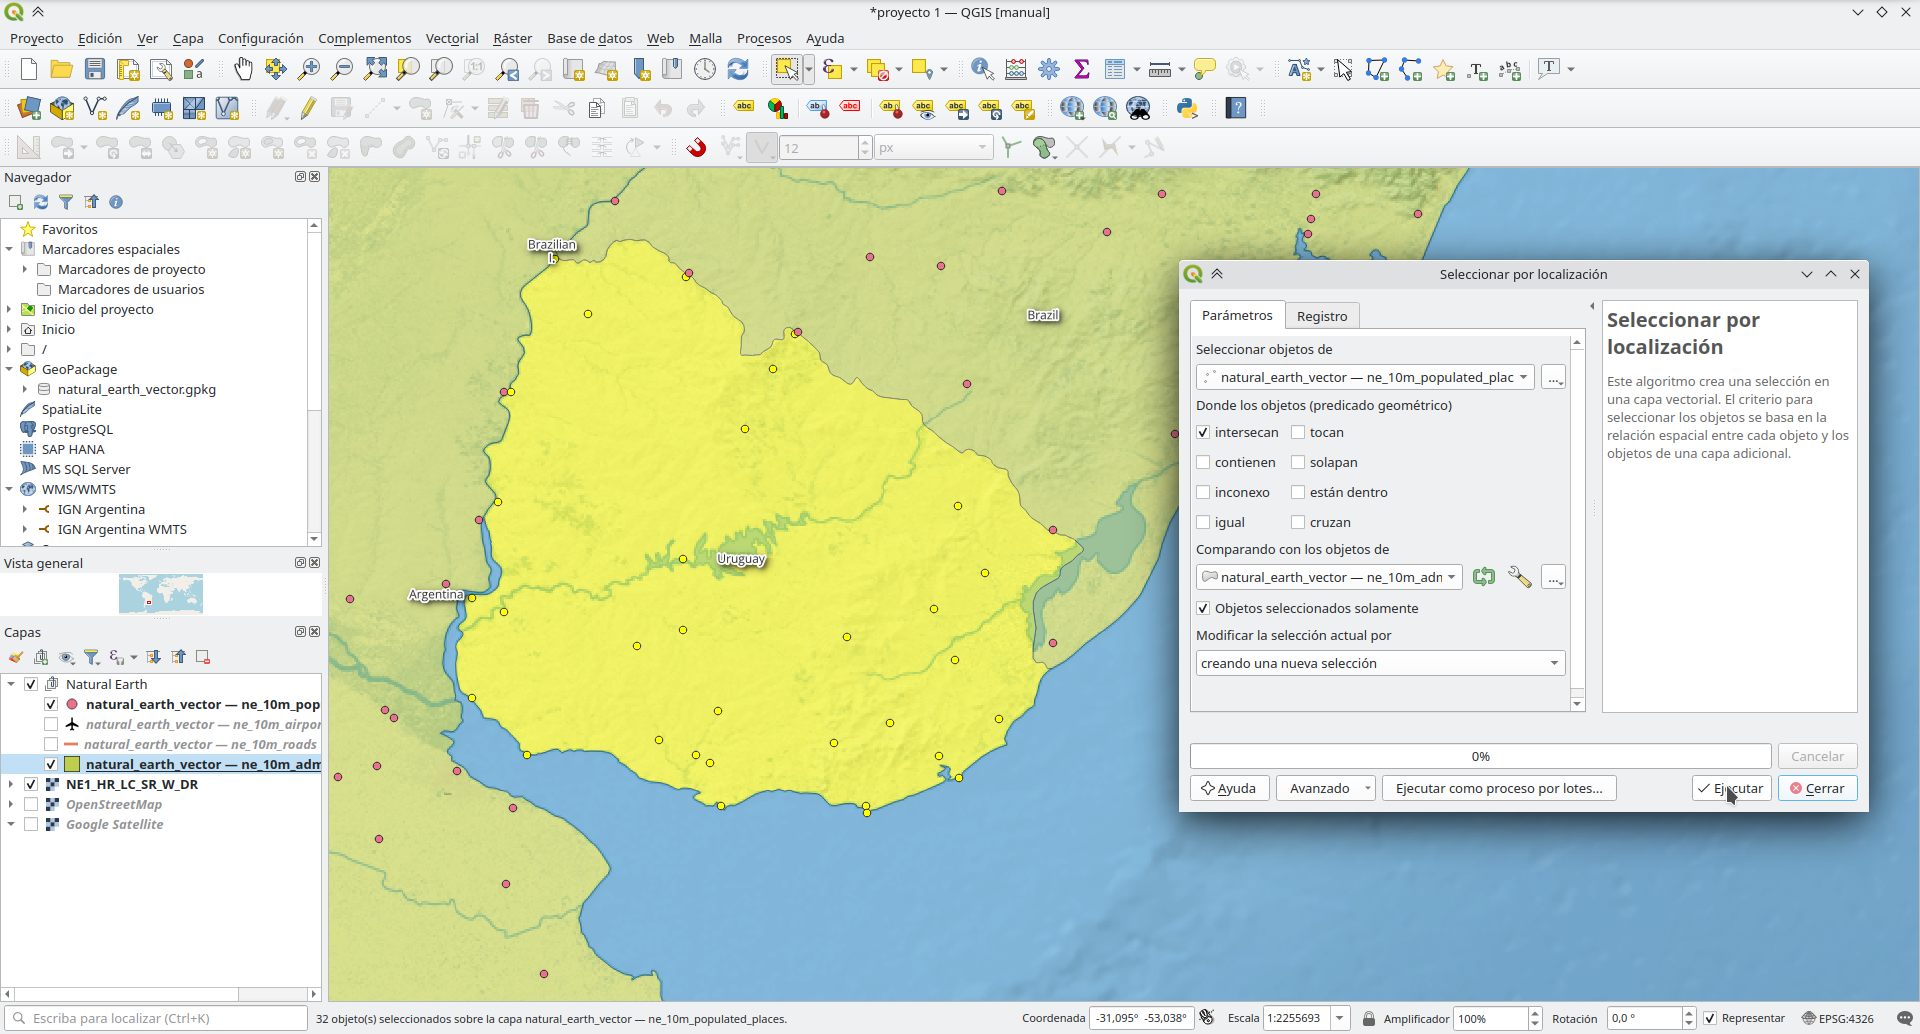 *proyecto 1 — QGIS [manual]
Proyecto Edición Ver Capa Configuración Complementos Vectorial Ráster Base de datos Web Malla Procesos Ayuda
12 px
Navegador
Favoritos
Marcadores espaciales
Marcadores de proyecto
Marcadores de usuarios
Inicio del proyecto
Inicio
/
GeoPackage
natural_earth_vector.gpkg
SpatiaLite
PostgreSQL
SAP HANA
MS SQL Server
WMS/WMTS
IGN Argentina
IGN Argentina WMTS
Vista general
Capas
Natural Earth
natural_earth_vector — ne_10m_pop
natural_earth_vector — ne_10m_airpor
natural_earth_vector — ne_10m_roads
natural_earth_vector — ne_10m_adm
NE1_HR_LC_SR_W_DR
OpenStreetMap
Google Satellite
Brazilian
I.
Brazil
Uruguay
Argentina
Seleccionar por localización
Parámetros Registro
Seleccionar objetos de
natural_earth_vector — ne_10m_populated_plac
...
Donde los objetos (predicado geométrico)
intersecan tocan
contienen solapan
inconexo están dentro
igual cruzan
Comparando con los objetos de
natural_earth_vector — ne_10m_adn
...
Objetos seleccionados solamente
Modificar la selección actual por
creando una nueva selección
Seleccionar por
localización
Este algoritmo crea una selección en
una capa vectorial. El criterio para
seleccionar los objetos se basa en la
relación espacial entre cada objeto y los
objetos de una capa adicional.
0%
Cancelar
Ayuda Avanzado Ejecutar como proceso por lotes... Ejecutar Cerrar
Escriba para localizar (Ctrl+K)
32 objeto(s) seleccionados sobre la capa natural_earth_vector — ne_10m_populated_places.
Coordenada -31,095° -53,038° Escala 1:2255693 Amplificador 100% Rotación 0,0 ° Representar EPSG:4326